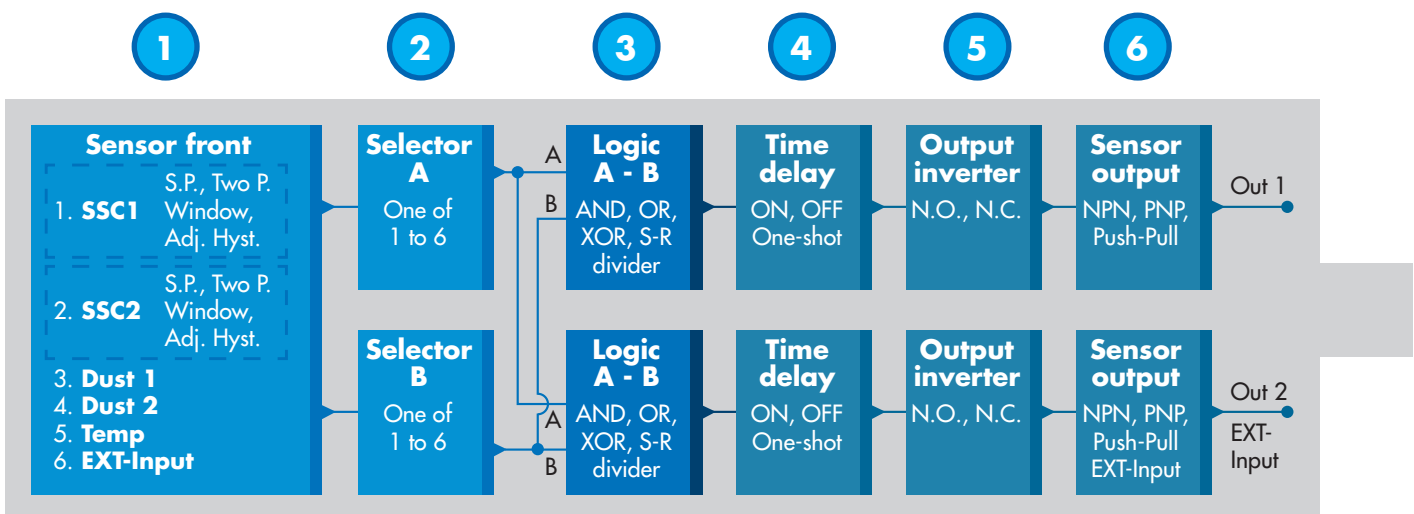 1
2
3
4
5
6
Sensor front
1. SSC1
S.P., Two P.
Window,
Adj. Hyst.
2. SSC2
S.P., Two P.
Window,
Adj. Hyst.
3. Dust 1
4. Dust 2
5. Temp
6. EXT-Input
Selector
A
One of
1 to 6
Selector
B
One of
1 to 6
A
B
A
B
Logic
A - B
AND, OR,
XOR, S-R
divider
Time
delay
ON, OFF
One-shot
Output
inverter
N.O., N.C.
Sensor
output
NPN, PNP,
Push-Pull
Out 1
Logic
A - B
AND, OR,
XOR, S-R
divider
Time
delay
ON, OFF
One-shot
Output
inverter
N.O., N.C.
Sensor
output
NPN, PNP,
Push-Pull
EXT-Input
Out 2
EXT-
Input